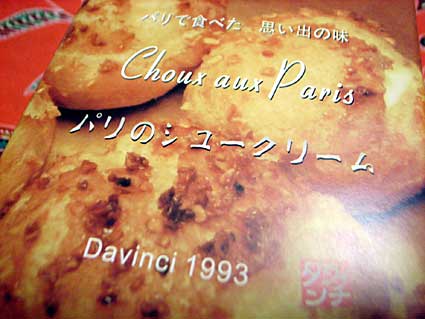 パリで食べた 思い出の味
Choux aux Paris
パリのシュークリーム
Davinci 1993